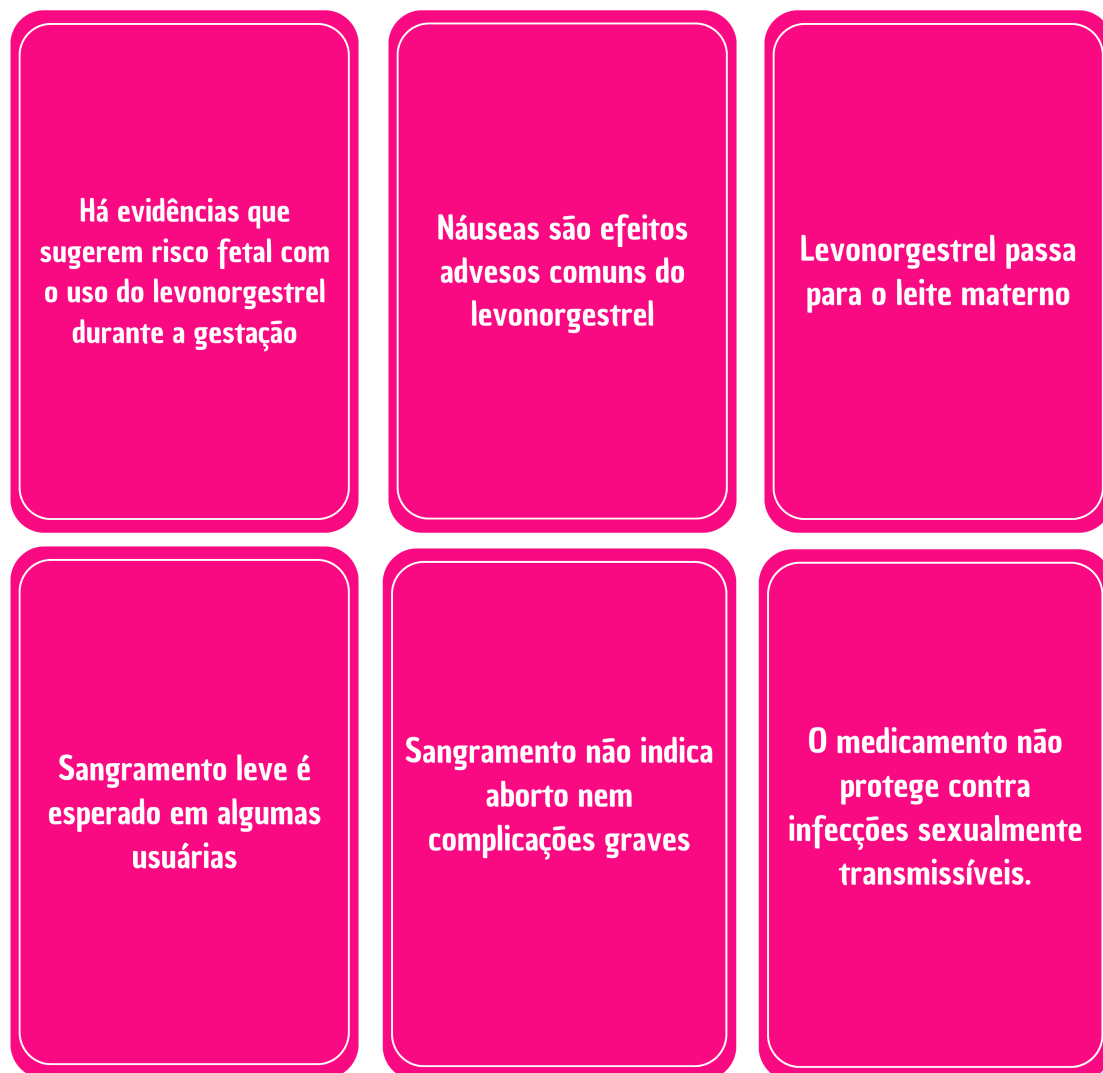 Há evidências que
sugerem risco fetal com
o uso do levonorgestrel
durante a gestação
Náuseas são efeitos
advesos comuns do
levonorgestrel
Levonorgestrel passa
para o leite materno
Sangramento leve é
esperado em algumas
usuárias
Sangramento não indica
aborto nem
complicações graves
O medicamento não
protege contra
infecções sexualmente
transmissíveis.